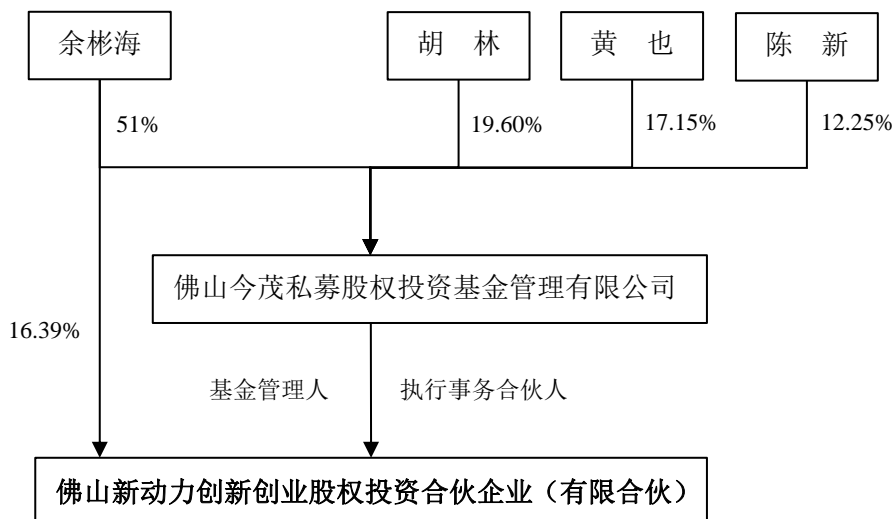 余彬海
胡　林
黄　也
陈　新
51%
19.60%
17.15%
12.25%
佛山今茂私募股权投资基金管理有限公司
16.39%
基金管理人
执行事务合伙人
佛山新动力创新创业股权投资合伙企业（有限合伙）